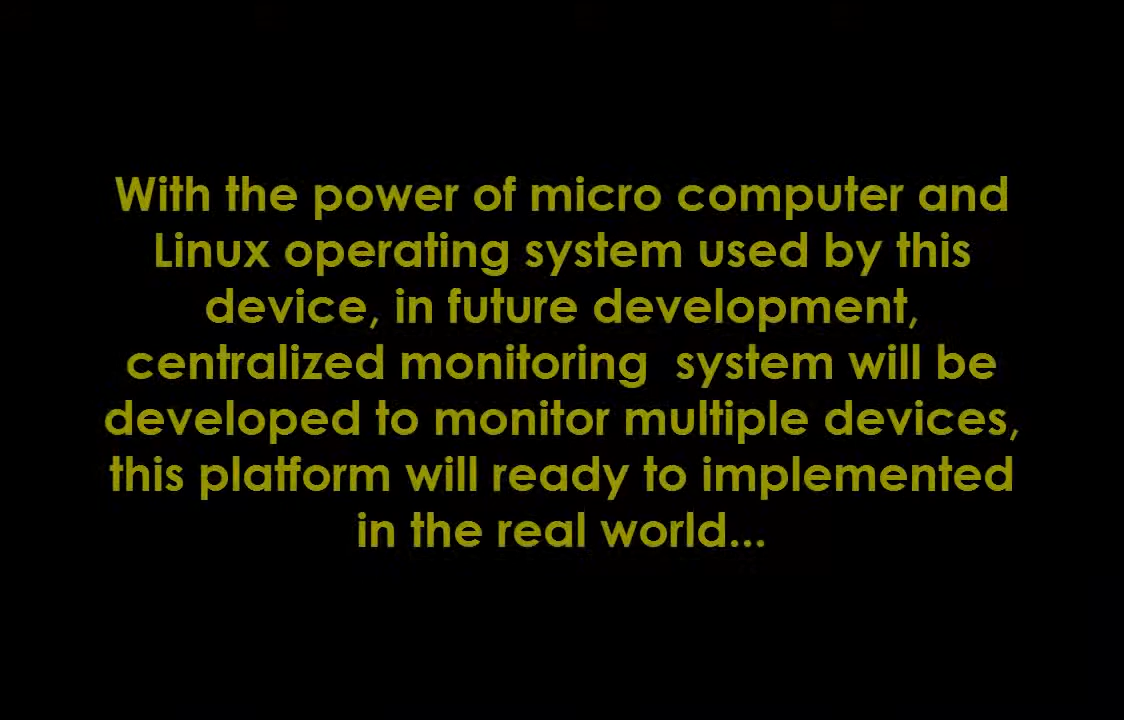 With the power of micro computer and
Linux operating system used by this
device, in future development,
centralized monitoring  system will be
developed to monitor multiple devices,
this platform will ready to implemented
in the real world...